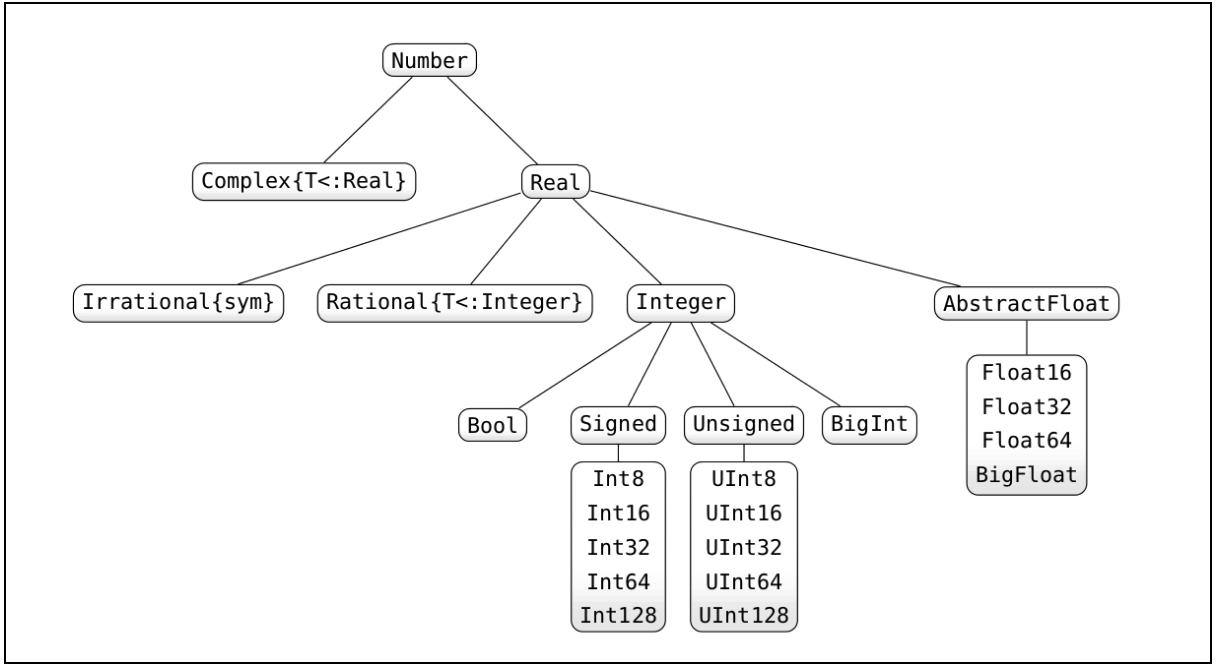 Number
Complex{T<:Real}
Real
Irrational{sym}
Rational{T<:Integer}
Integer
AbstractFloat
Float16
Float32
Float64
BigFloat
Bool
Signed
Unsigned
BigInt
Int8
Int16
Int32
Int64
Int128
UInt8
UInt16
UInt32
UInt64
UInt128